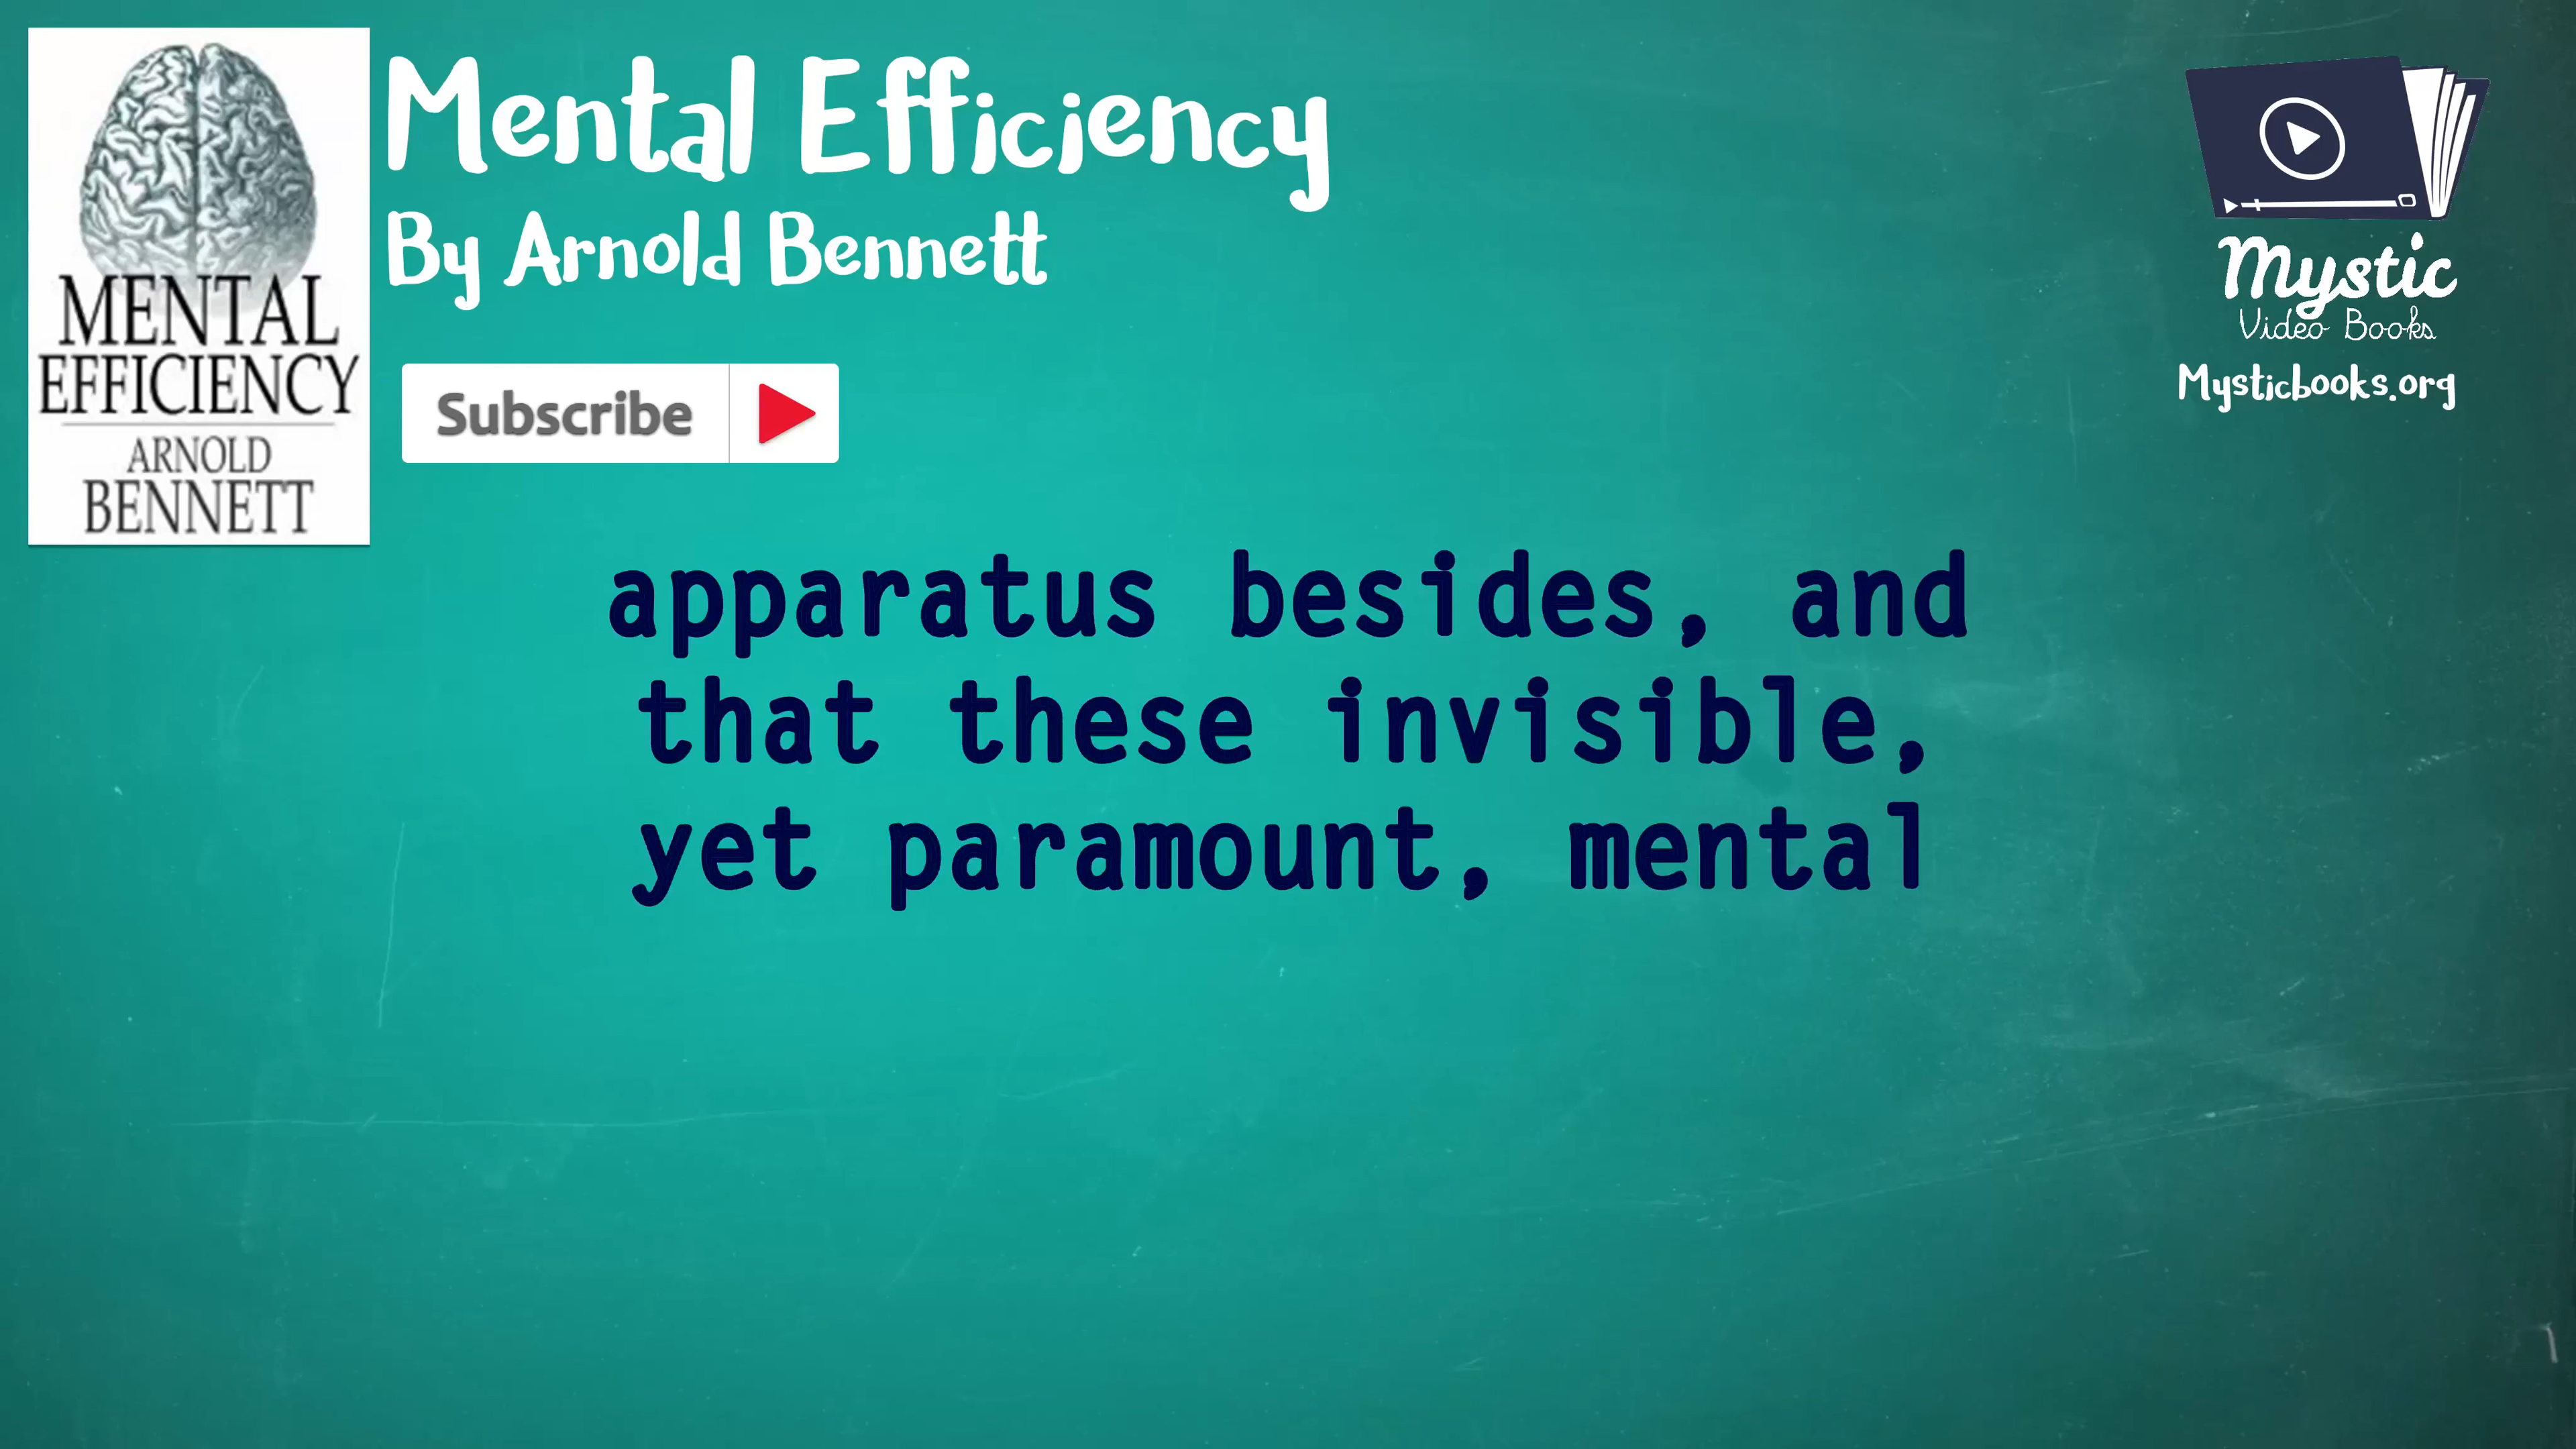 MENTAL
EFFICIENCY
ARNOLD
BENNETT
Mental Efficiency
By Arnold Bennett
Subscribe
Mystic
Video Books
Mysticbooks.org
apparatus besides, and
that these invisible,
yet paramount, mental